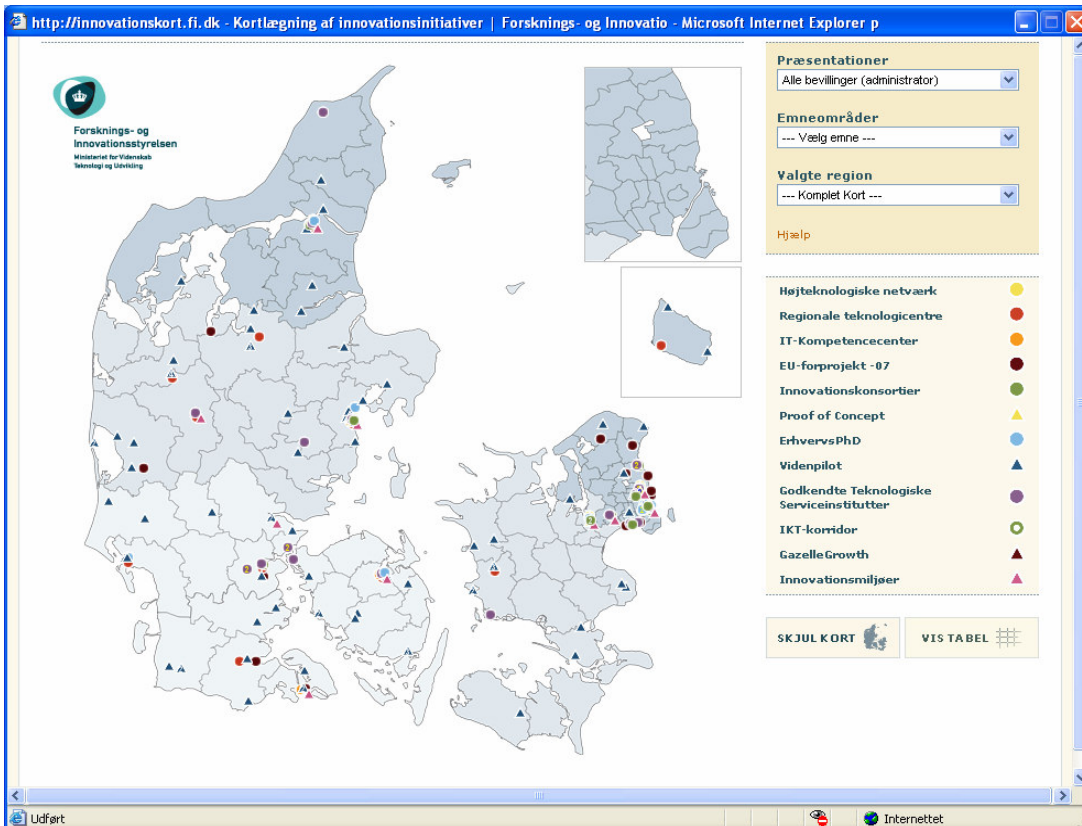 http://innovationskort.fi.dk - Kortlægning af innovationsinitiativer | Forsknings- og Innovatio - Microsoft Internet Explorer p
Forsknings- og
Innovationsstyrelsen
Ministeriet for Videnskab
Teknologi og Udvikling
Præsentationer
Alle bevillinger (administrator)
Emneområder
--- Vælg emne ---
Valgte region
--- Komplet Kort ---
Hjælp
Højteknologiske netværk
Regionale teknologicentre
IT-Kompetencecenter
EU-forprojekt -07
Innovationskonsortier
Proof of Concept
ErhvervsPhD
Videnpilot
Godkendte Teknologiske
Serviceinstitutter
IKT-korridor
GazelleGrowth
Innovationsmiljøer
SKJUL KORT
VIS TABEL
Udført
Internettet